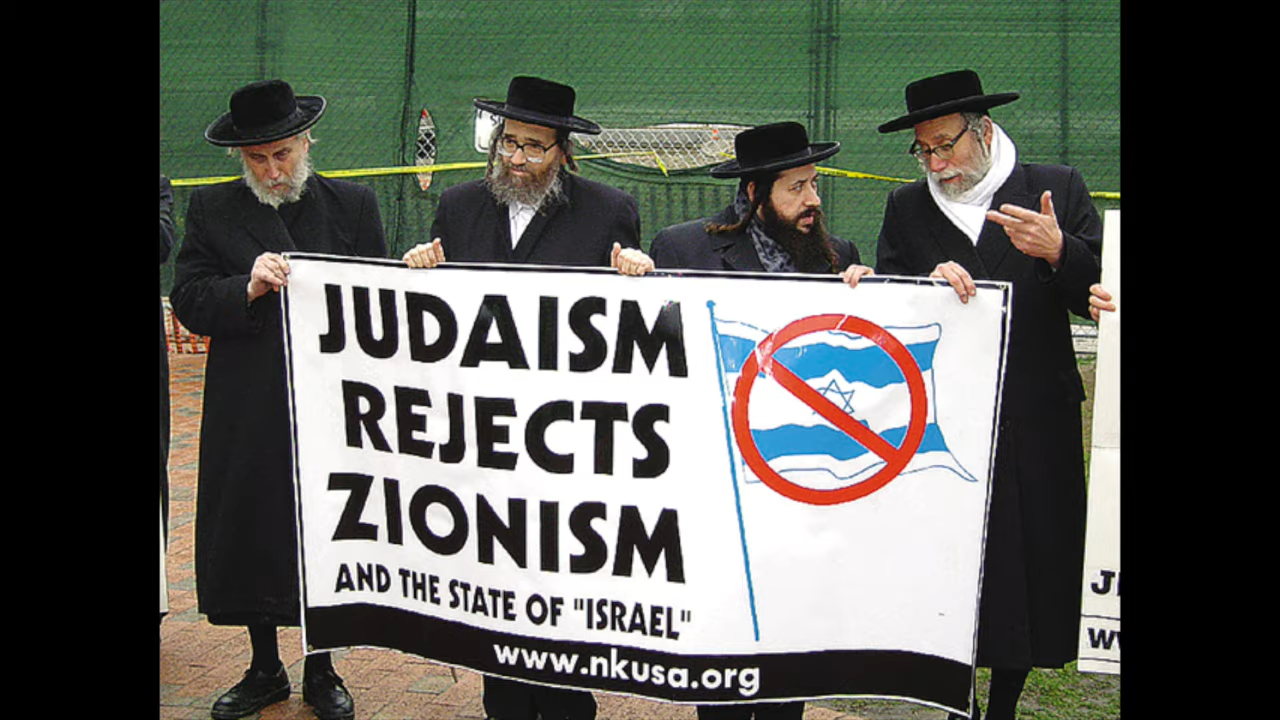 JUDAISM
REJECTS
ZIONISM
AND THE STATE OF "ISRAEL"
www.nkusa.org